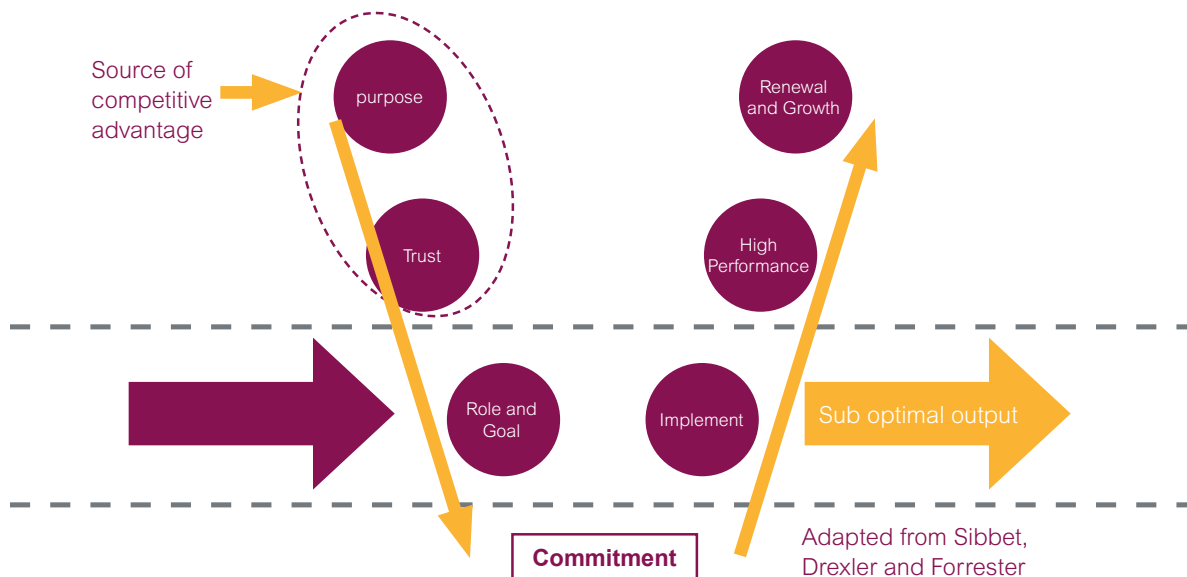 Source of
competitive
advantage
purpose
Renewal
and Growth
Trust
High
Performance
Role and
Goal
Implement
Sub optimal output
Commitment
Adapted from Sibbet,
Drexler and Forrester